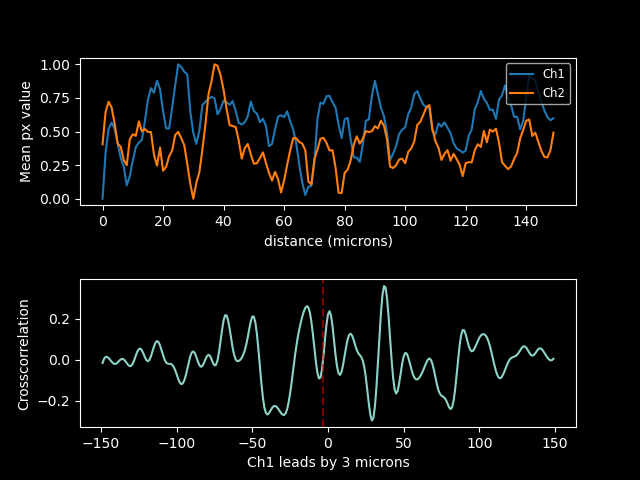 1.00
0.75
0.50
0.25
0.00
Mean px value
Ch1
Ch2
0 20 40 60 80 100 120 140
distance (microns)
0.2
0.0
−0.2
Crosscorrelation
−150 −100 −50 0 50 100 150
Ch1 leads by 3 microns